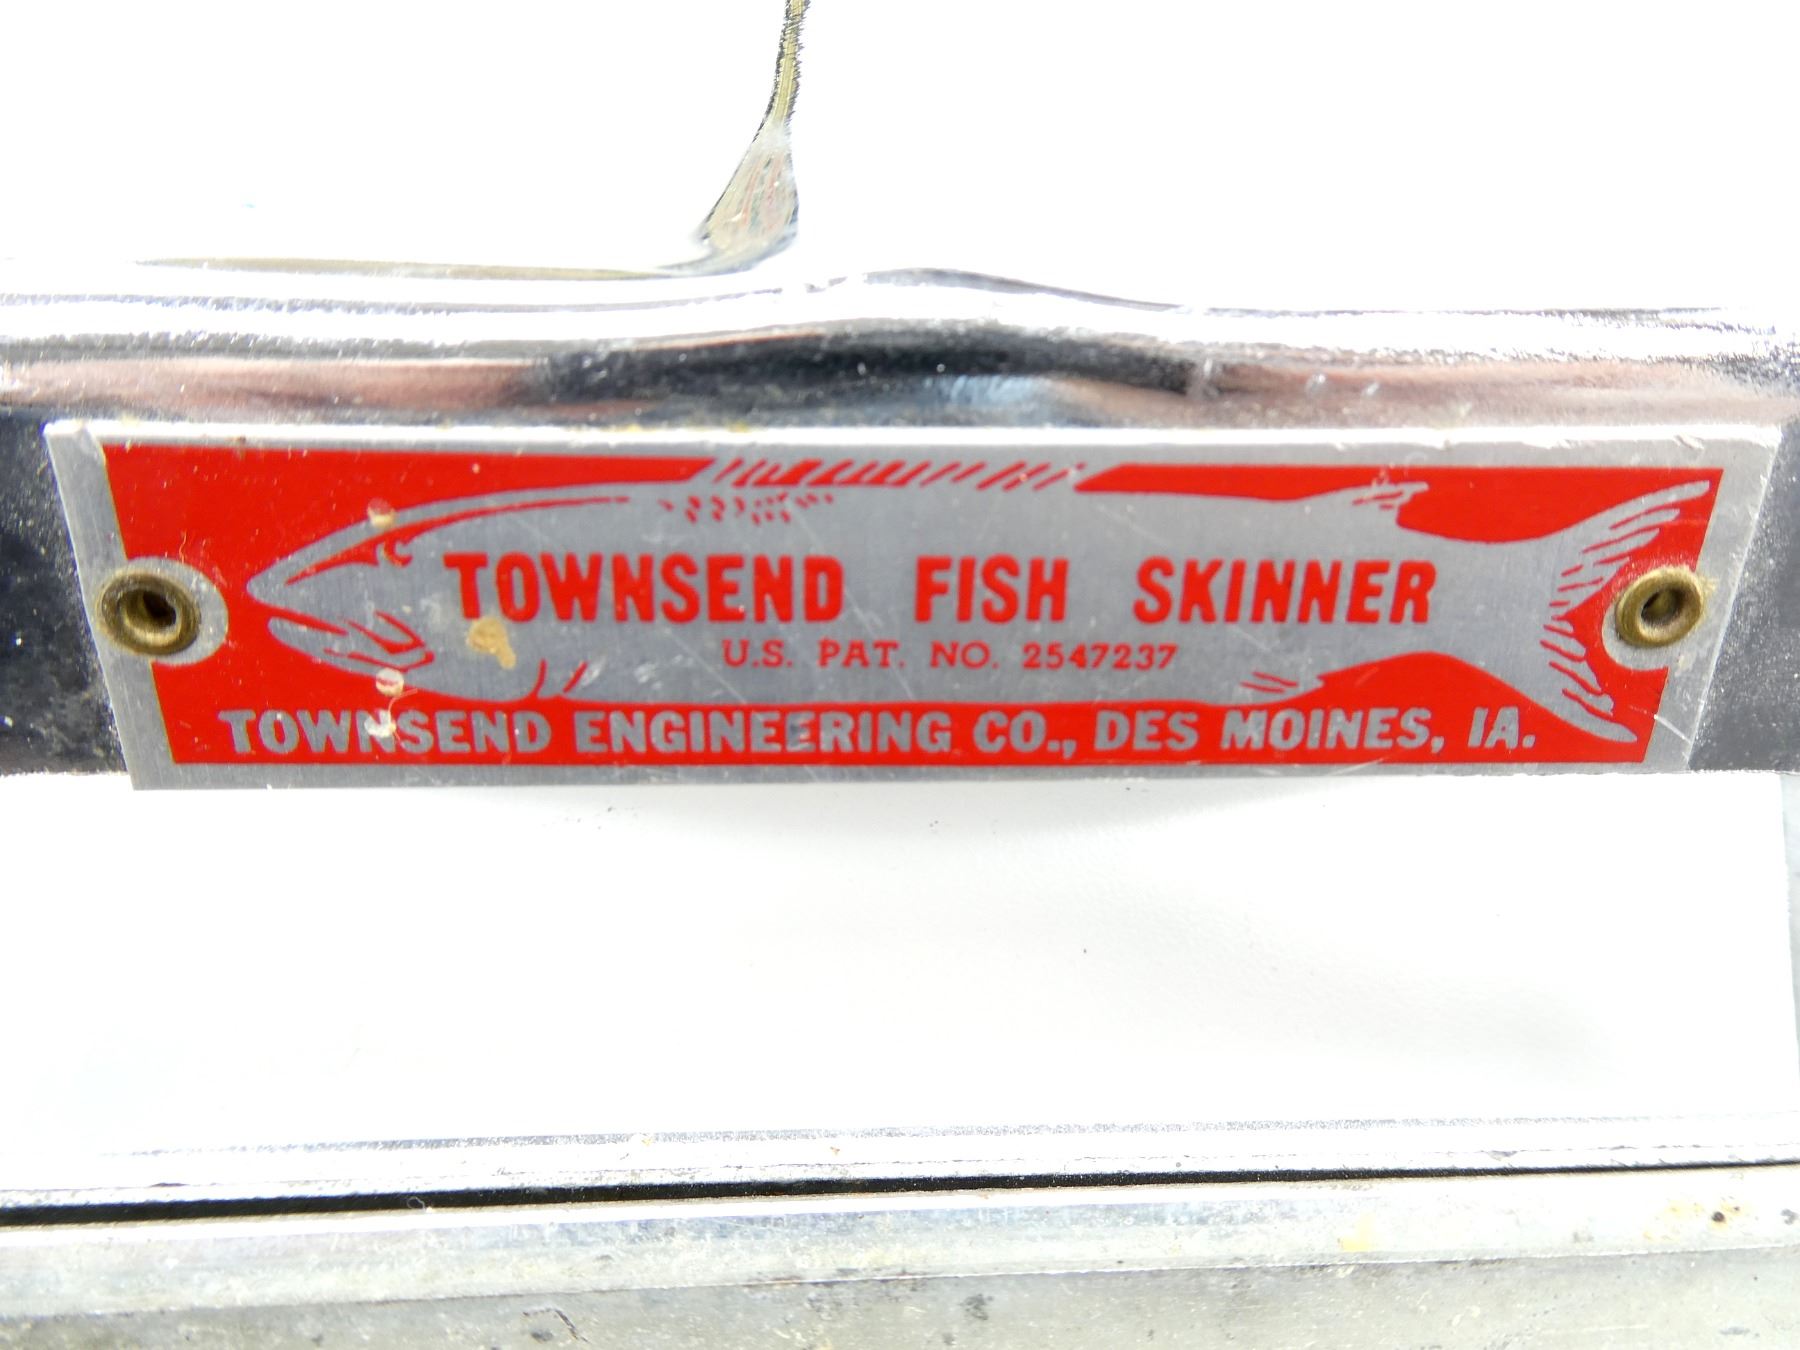 TOWNSEND FISH SKINNER
U.S. PAT. NO. 2547237
TOWNSEND ENGINEERING CO., DES MOINES, IA.